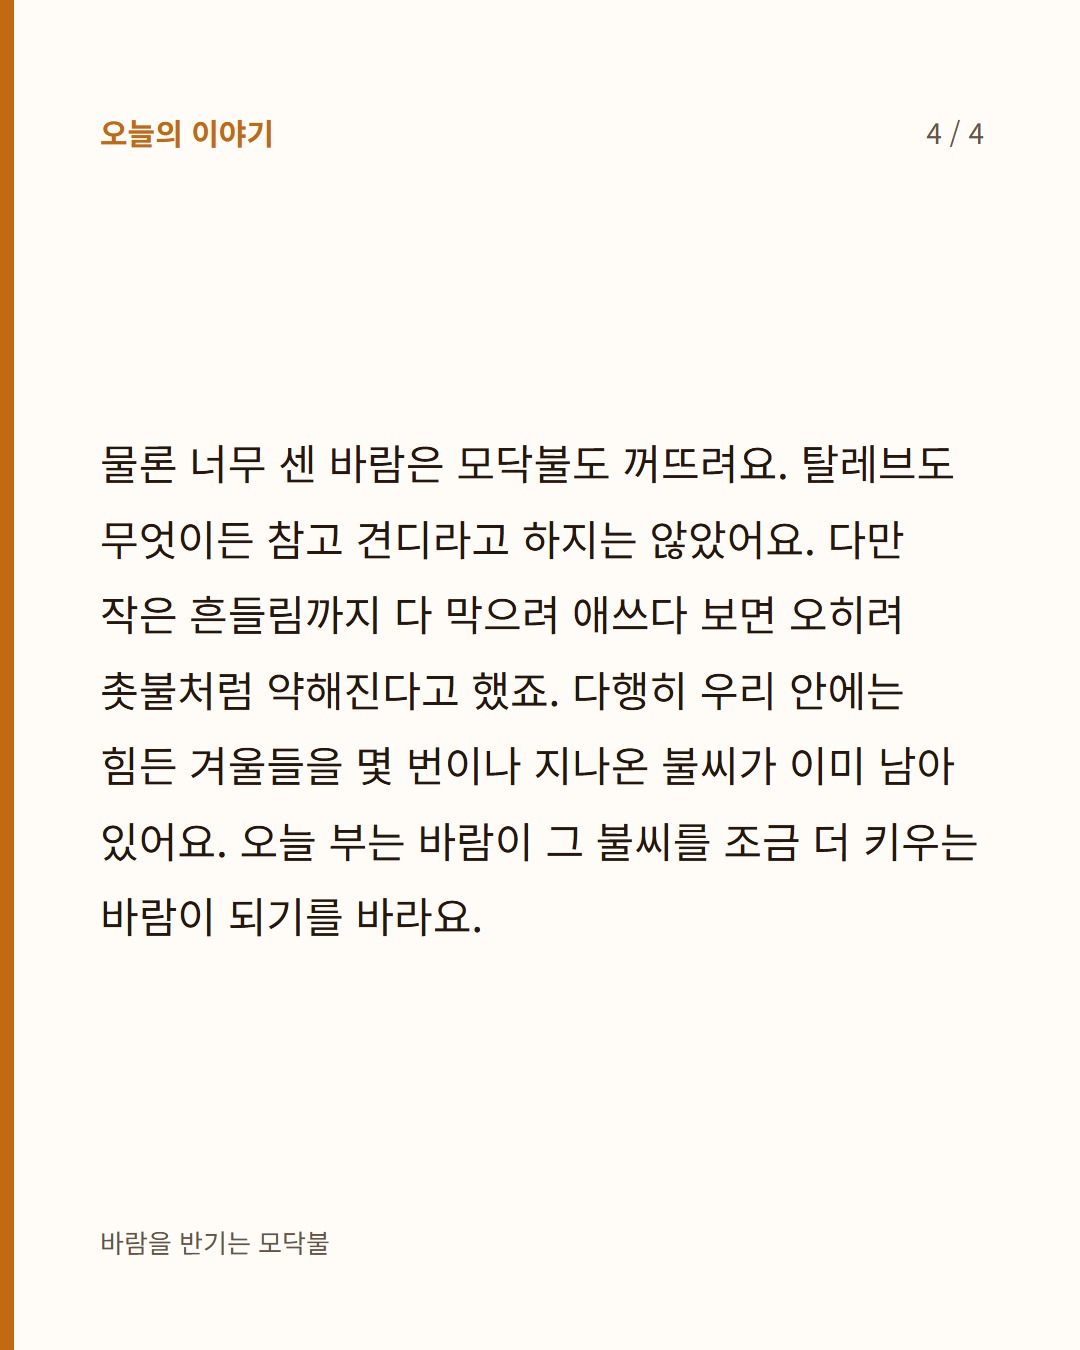 오늘의 이야기
4 / 4
물론 너무 센 바람은 모닥불도 꺼뜨려요. 탈레브도
무엇이든 참고 견디라고 하지는 않았어요. 다만
작은 흔들림까지 다 막으려 애쓰다 보면 오히려
촛불처럼 약해진다고 했죠. 다행히 우리 안에는
힘든 겨울들을 몇 번이나 지나온 불씨가 이미 남아
있어요. 오늘 부는 바람이 그 불씨를 조금 더 키우는
바람이 되기를 바라요.
바람을 반기는 모닥불